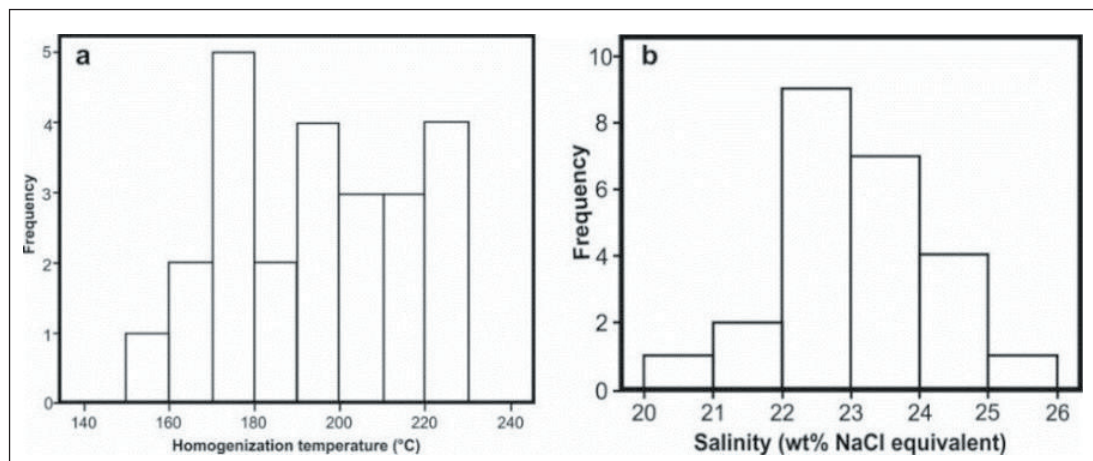 a
5
4
3
2
1
0
Frequency
140 160 180 200 220 240
Homogenization temperature (°C)
b
10
8
6
4
2
0
Frequency
20 21 22 23 24 25 26
Salinity (wt% NaCl equivalent)